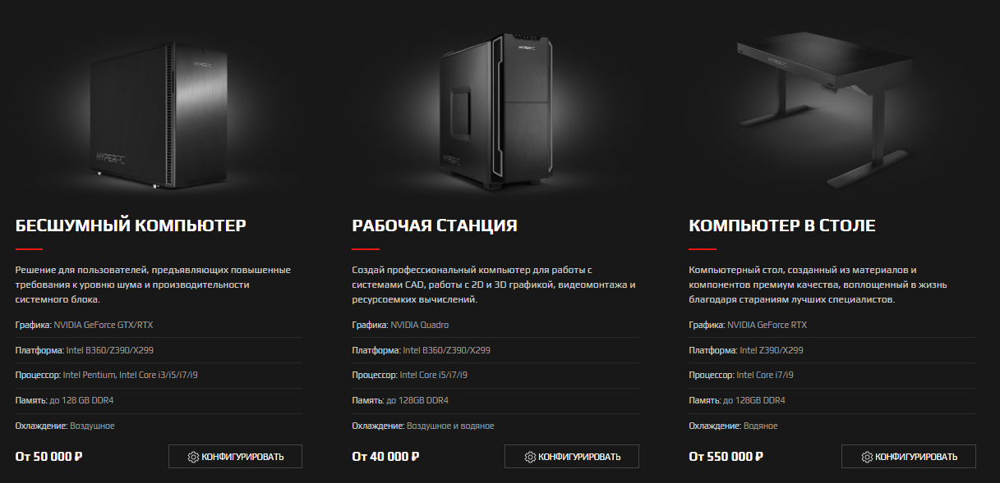 HYPERPC
HYPERPC
БЕСШУМНЫЙ КОМПЬЮТЕР
Решение для пользователей, предъявляющих повышенные
требования к уровню шума и производительности
системного блока.
Графика: NVIDIA GeForce GTX/RTX
Платформа: Intel B360/Z390/X299
Процессор: Intel Pentium, Intel Core i3/i5/i7/i9
Память: до 128 GB DDR4
Охлаждение: Воздушное
От 50 000 ₽
КОНФИГУРИРОВАТЬ
HYPERPC
HYPERPC
РАБОЧАЯ СТАНЦИЯ
Создай профессиональный компьютер для работы с
системами CAD, работы с 2D и 3D графикой, видеомонтажа и
ресурсоемких вычислений.
Графика: NVIDIA Quadro
Платформа: Intel B360/Z390/X299
Процессор: Intel Core i5/i7/i9
Память: до 128GB DDR4
Охлаждение: Воздушное и водяное
От 40 000 ₽
КОНФИГУРИРОВАТЬ
HYPERPC
КОМПЬЮТЕР В СТОЛЕ
Компьютерный стол, созданный из материалов и
компонентов премиум качества, воплощенный в жизнь
благодаря стараниям лучших специалистов.
Графика: NVIDIA GeForce RTX
Платформа: Intel Z390/X299
Процессор: Intel Core i7/i9
Память: до 128GB DDR4
Охлаждение: Водяное
От 550 000 ₽
КОНФИГУРИРОВАТЬ